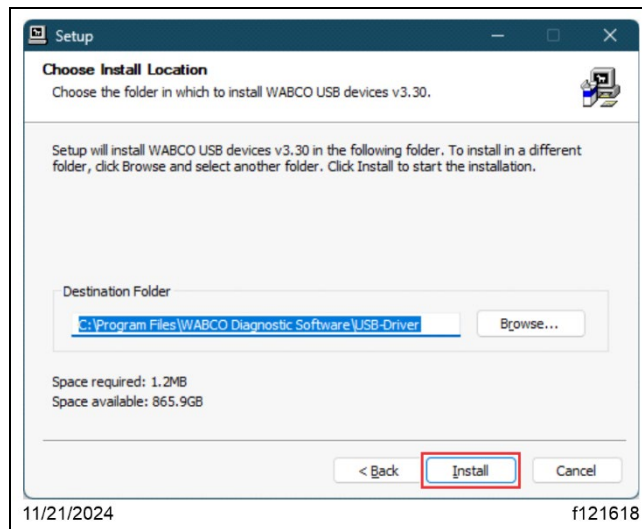 Setup
Choose Install Location
Choose the folder in which to install WABCO USB devices v3.30.
Setup will install WABCO USB devices v3.30 in the following folder. To install in a different
folder, click Browse and select another folder. Click Install to start the installation.
Destination Folder
C:\Program Files\WABCO Diagnostic Software\USB-Driver
Browse...
Space required: 1.2MB
Space available: 865.9GB
< Back Install Cancel
11/21/2024 f121618